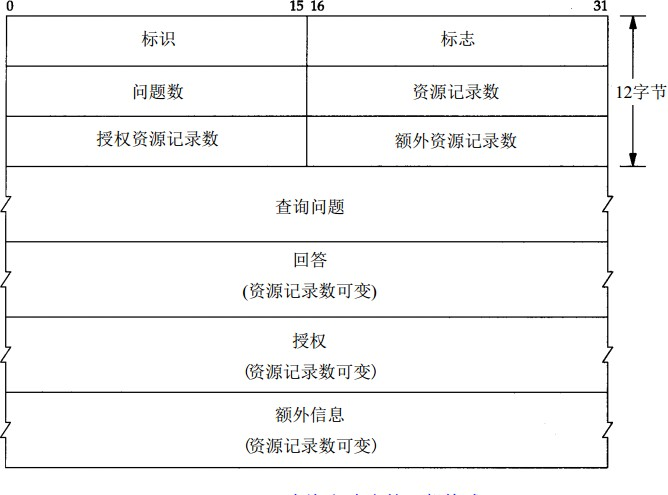 0 15 16 31
标识 标志
问题数 资源记录数 12字节
授权资源记录数 额外资源记录数
查询问题
回答
(资源记录数可变)
授权
(资源记录数可变)
额外信息
(资源记录数可变)